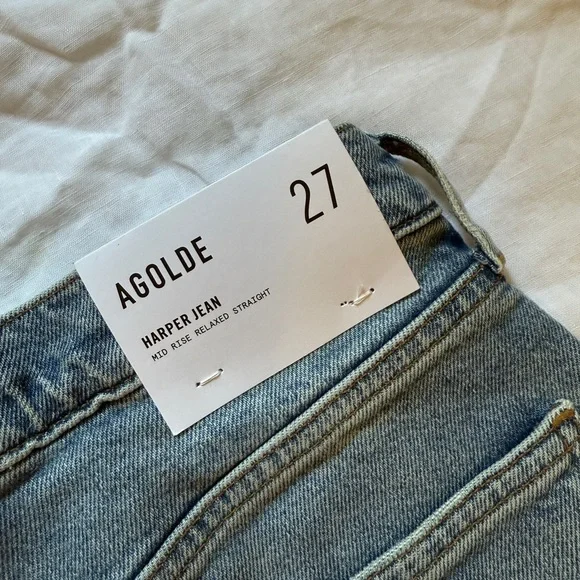 27
AGOLDE
HARPER JEAN
MID RISE RELAXED STRAIGHT